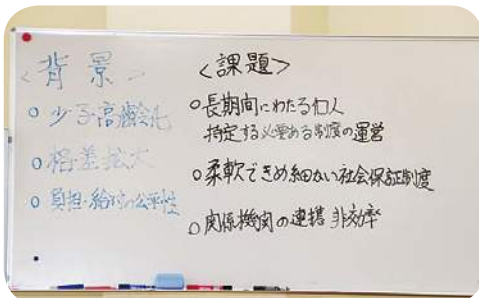 <背景>
○少子高齢化
○格差拡大
○負担・給付の公平性
<課題>
○長期間にわたる個人
特定する必要ある制度の運営
○柔軟できめ細かい社会保証制度
○関係機関の連携 非効率